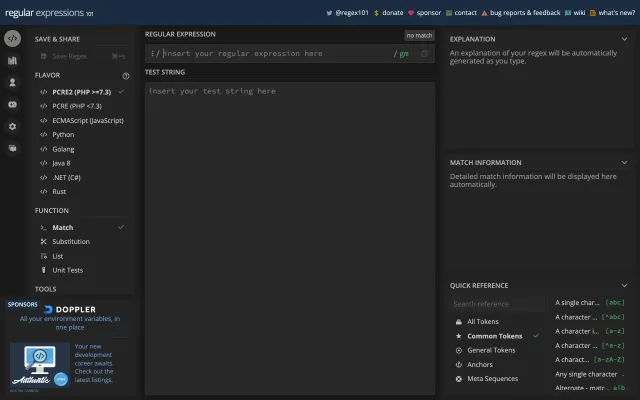 regular expressions 101
@regex101
donate
sponsor
contact
bug reports & feedback
wiki
what's new?
SAVE & SHARE
Save Regex
⌘+s
FLAVOR
PCRE2 (PHP >=7.3)
PCRE (PHP <7.3)
ECMAScript (JavaScript)
Python
Golang
Java 8
.NET (C#)
Rust
FUNCTION
Match
Substitution
List
Unit Tests
TOOLS
SPONSORS
DOPPLER
All your environment variables, in
one place
Your new
development
career awaits.
Check out the
latest listings.
REGULAR EXPRESSION
no match
/ insert your regular expression here
/ gm
TEST STRING
insert your test string here
EXPLANATION
An explanation of your regex will be automatically
generated as you type.
MATCH INFORMATION
Detailed match information will be displayed here
automatically.
QUICK REFERENCE
Search reference
All Tokens
Common Tokens
General Tokens
Anchors
Meta Sequences
A single char... [abc]
A character ... [^abc]
A character i... [a-z]
A character ... [^a-z]
A charact... [a-zA-Z]
Any single character .
Alternate - matc... a|b